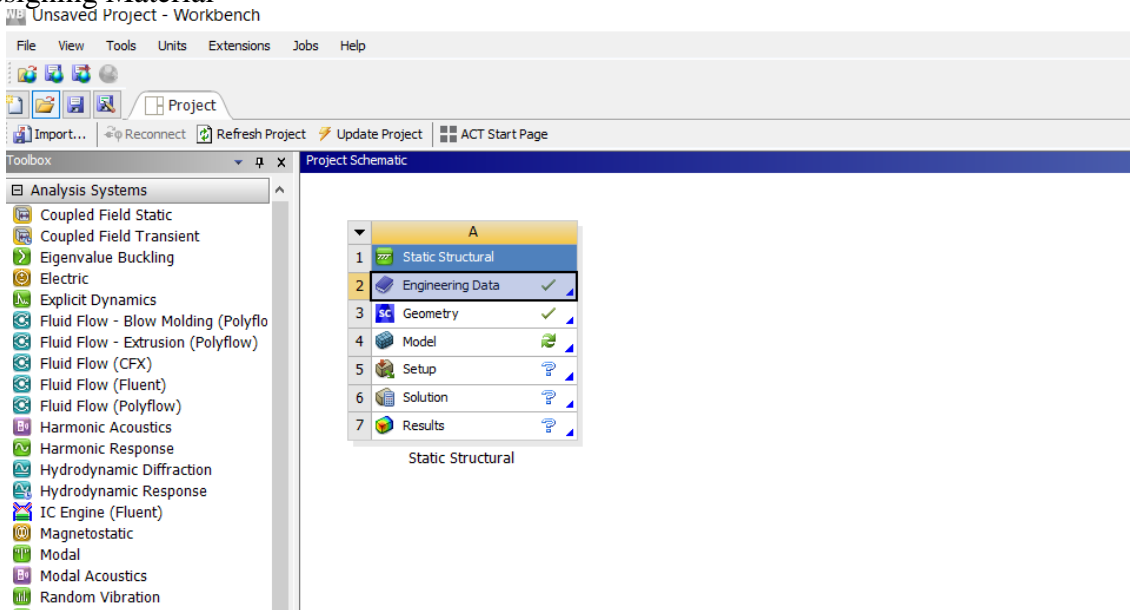 signing Material
Unsaved Project - Workbench
File View Tools Units Extensions Jobs Help
Project
Import... Reconnect Refresh Project Update Project ACT Start Page
Toolbox
Project Schematic
Analysis Systems
Coupled Field Static
Coupled Field Transient
Eigenvalue Buckling
Electric
Explicit Dynamics
Fluid Flow - Blow Molding (Polyflo
Fluid Flow - Extrusion (Polyflow)
Fluid Flow (CFX)
Fluid Flow (Fluent)
Fluid Flow (Polyflow)
Harmonic Acoustics
Harmonic Response
Hydrodynamic Diffraction
Hydrodynamic Response
IC Engine (Fluent)
Magnetostatic
Modal
Modal Acoustics
Random Vibration
A
1 Static Structural
2 Engineering Data
3 SC Geometry
4 Model
5 Setup
6 Solution
7 Results
Static Structural